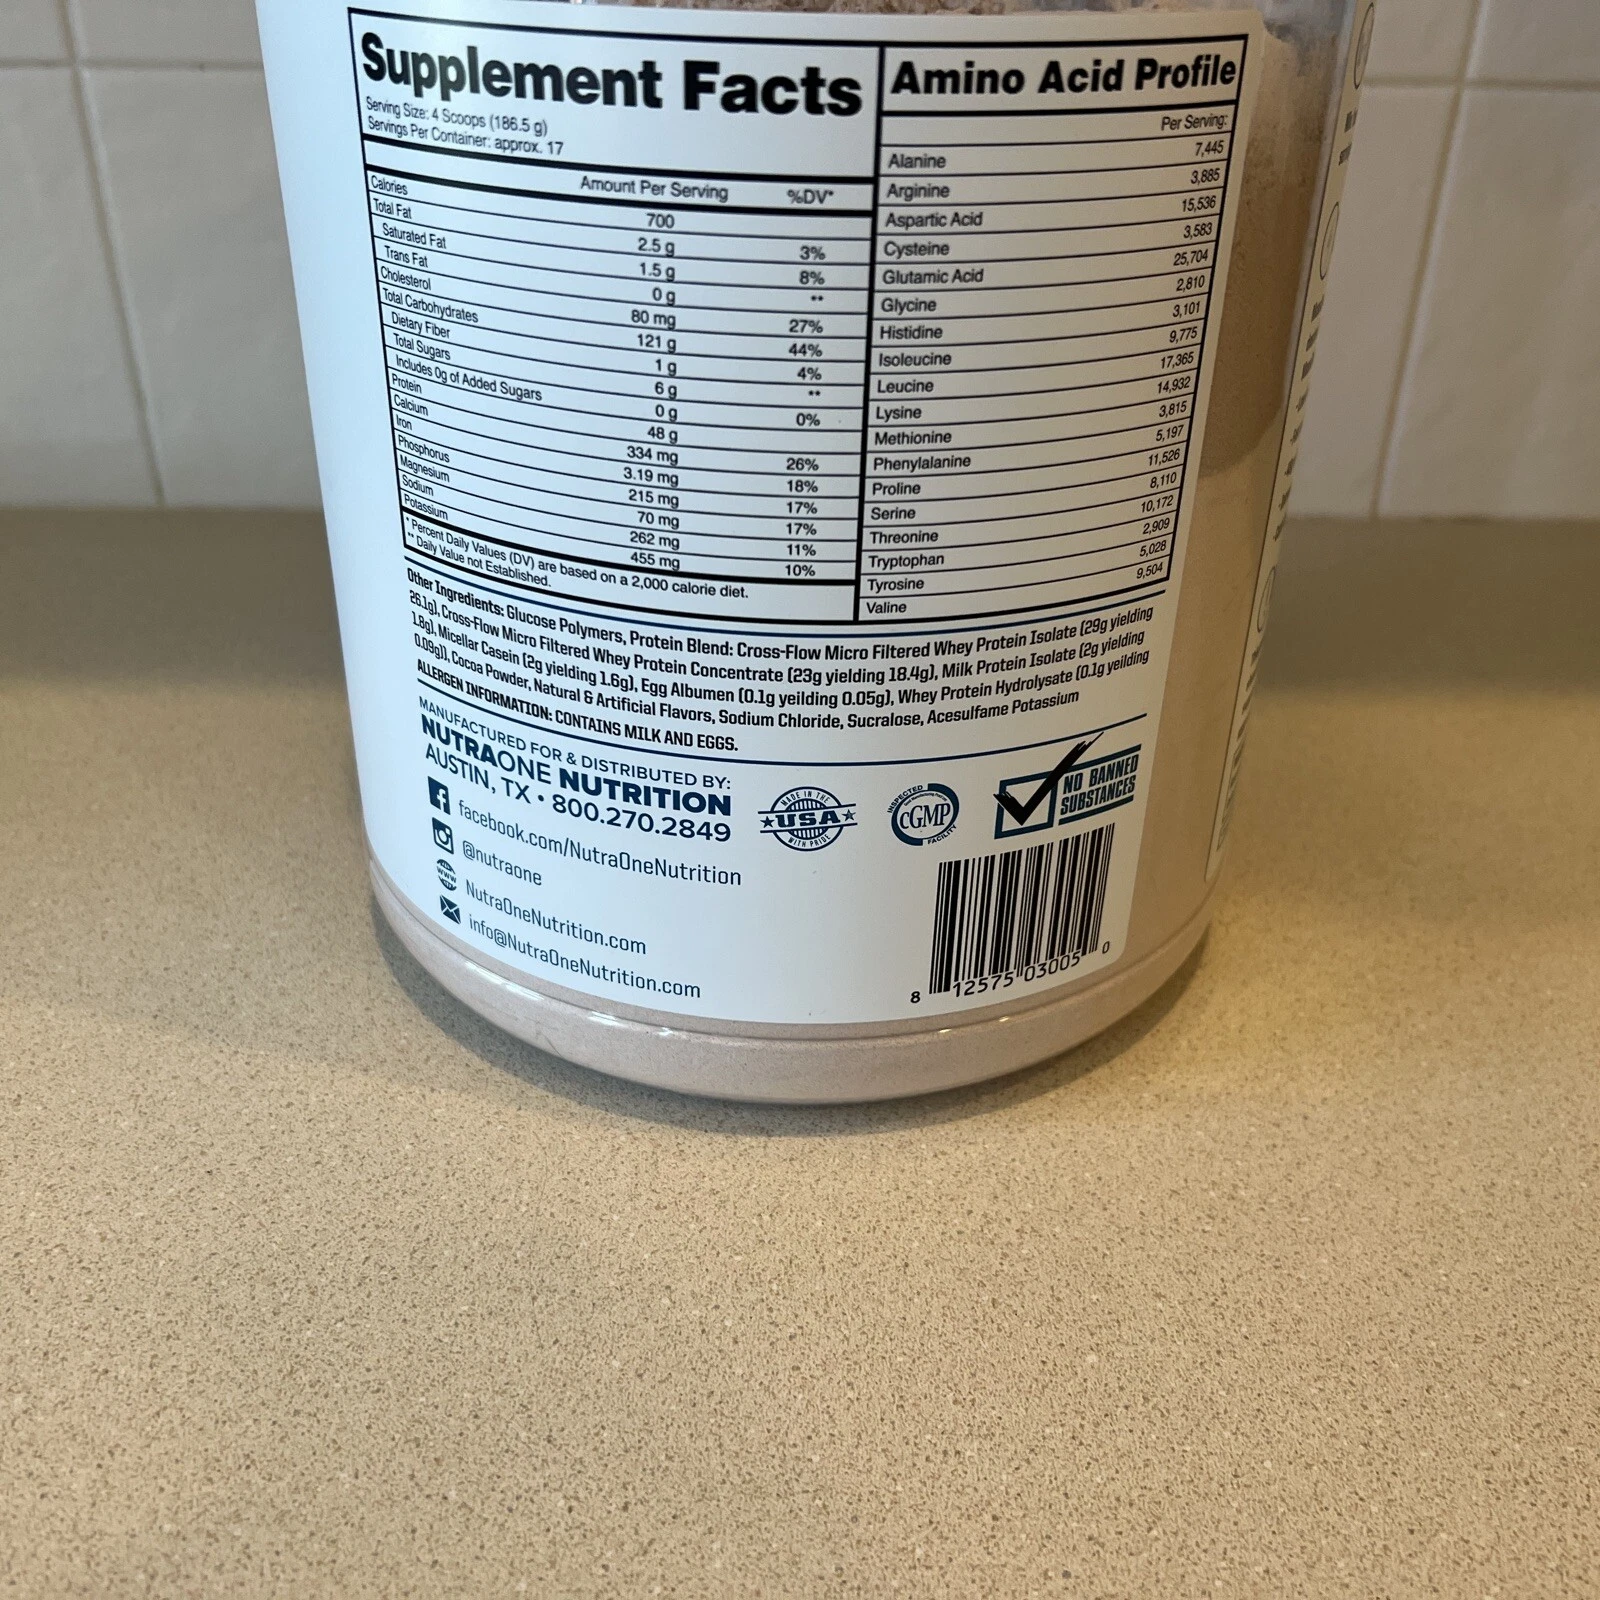 Supplement Facts
Serving Size: 4 Scoops (186.5 g)
Servings Per Container: approx. 17
Amount Per Serving %DV*
Calories 700
Total Fat 2.5 g 3%
Saturated Fat 1.5 g 8%
Trans Fat 0 g **
Cholesterol 80 mg 27%
Total Carbohydrates 121 g 44%
Dietary Fiber 1 g 4%
Total Sugars 6 g **
Includes 0g of Added Sugars 0 g 0%
Protein 48 g
Calcium 334 mg 26%
Iron 3.19 mg 18%
Phosphorus 215 mg 17%
Magnesium 70 mg 17%
Sodium 262 mg 11%
Potassium 455 mg 10%
* Percent Daily Values (DV) are based on a 2,000 calorie diet.
** Daily Value not Established.
Amino Acid Profile
Per Serving:
Alanine 7,445
Arginine 3,885
Aspartic Acid 15,536
Cysteine 3,583
Glutamic Acid 25,704
Glycine 2,810
Histidine 3,101
Isoleucine 9,775
Leucine 17,365
Lysine 14,932
Methionine 3,815
Phenylalanine 5,197
Proline 11,526
Serine 8,110
Threonine 10,172
Tryptophan 2,909
Tyrosine 5,028
Valine 9,504
Other Ingredients: Glucose Polymers, Protein Blend: Cross-Flow Micro Filtered Whey Protein Isolate (29g yielding
26.1g), Cross-Flow Micro Filtered Whey Protein Concentrate (23g yielding 18.4g), Milk Protein Isolate (2g yielding
1.8g), Micellar Casein (2g yielding 1.6g), Egg Albumen (0.1g yeilding 0.05g), Whey Protein Hydrolysate (0.1g yeilding
0.09g)), Cocoa Powder, Natural & Artificial Flavors, Sodium Chloride, Sucralose, Acesulfame Potassium
ALLERGEN INFORMATION: CONTAINS MILK AND EGGS.
MANUFACTURED FOR & DISTRIBUTED BY:
NUTRAONE NUTRITION
AUSTIN, TX • 800.270.2849
facebook.com/NutraOneNutrition
@nutraone
www
NutraOneNutrition.com
info@NutraOneNutrition.com
MADE IN THE
USA
WITH PRIDE
INSPECTED
cGMP
FACILITY
NO BANNED
SUBSTANCES
8 12575 03005 0